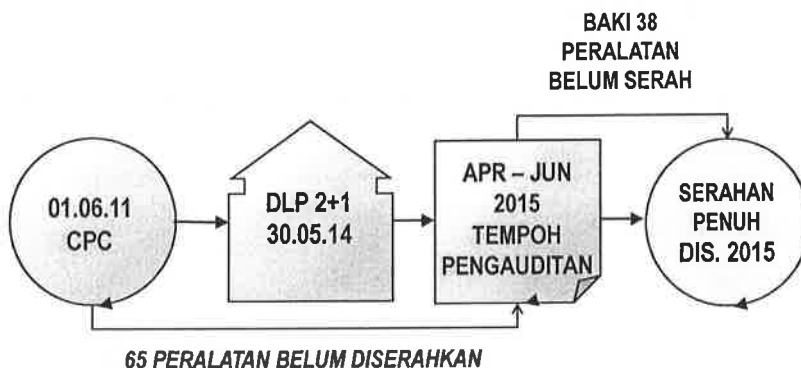 BAKI 38
PERALATAN
BELUM SERAH
01.06.11
CPC
DLP 2+1
30.05.14
APR – JUN
2015
TEMPOH
PENGAUDITAN
SERAHAN
PENUH
DIS. 2015
65 PERALATAN BELUM DISERAHKAN